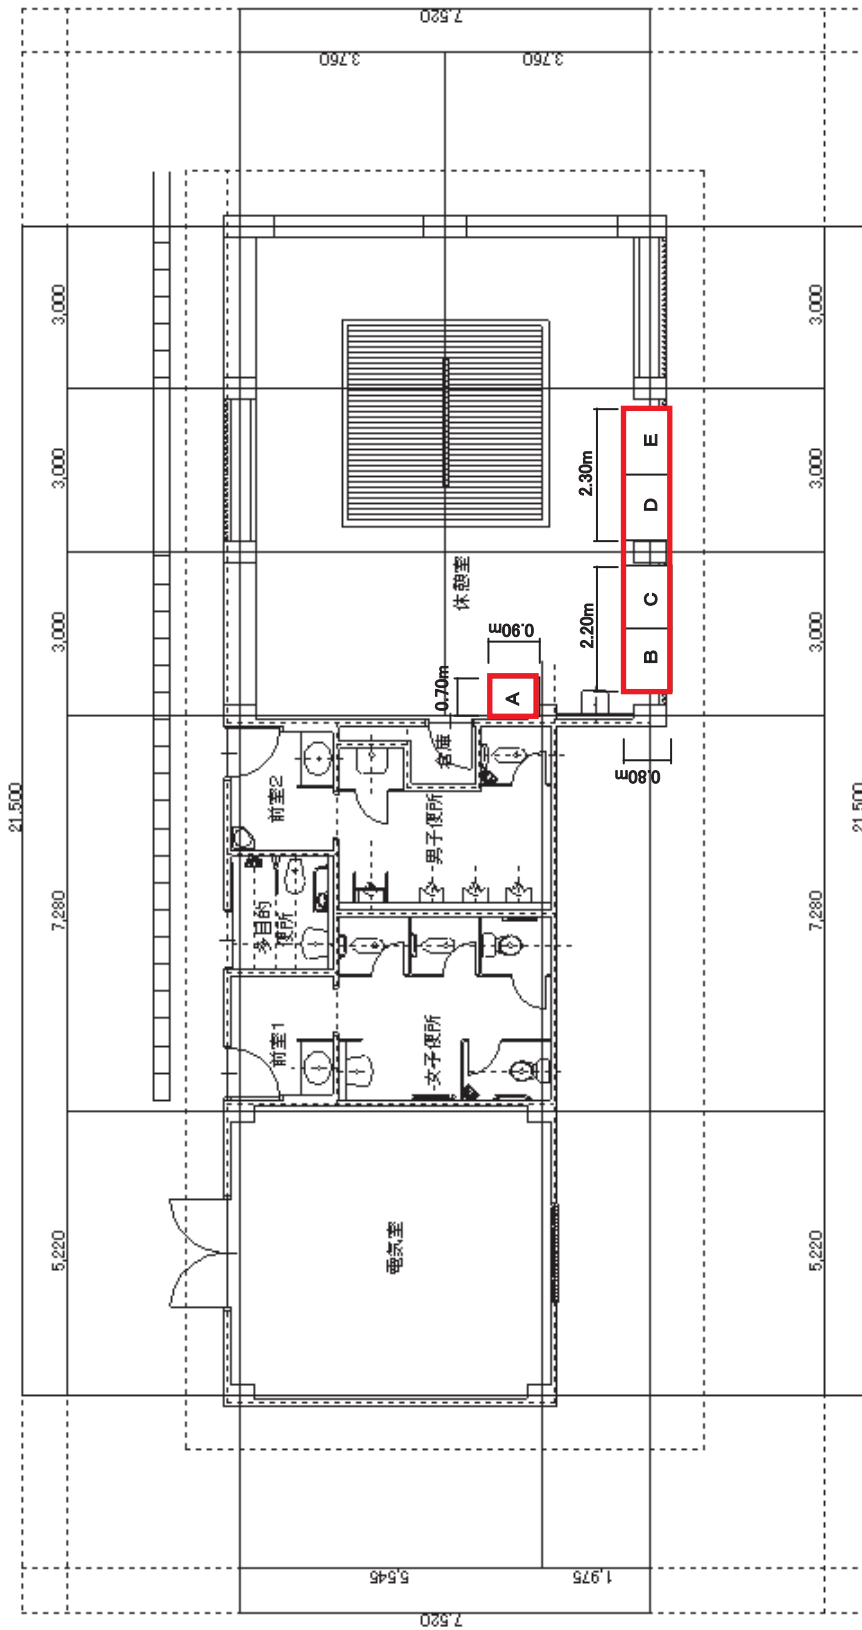 7,520
3,760
3,760
3,000
3,000
3,000
3,000
3,000
3,000
21,500
21,500
7,280
7,280
5,220
5,220
休憩室
2.30m
2.20m
0.90m
0.70m
0.80m
A
B
C
D
E
倉庫
前室2
男子便所
多目的
便所
前室1
女子便所
電気室
5,545
1,975
7,520